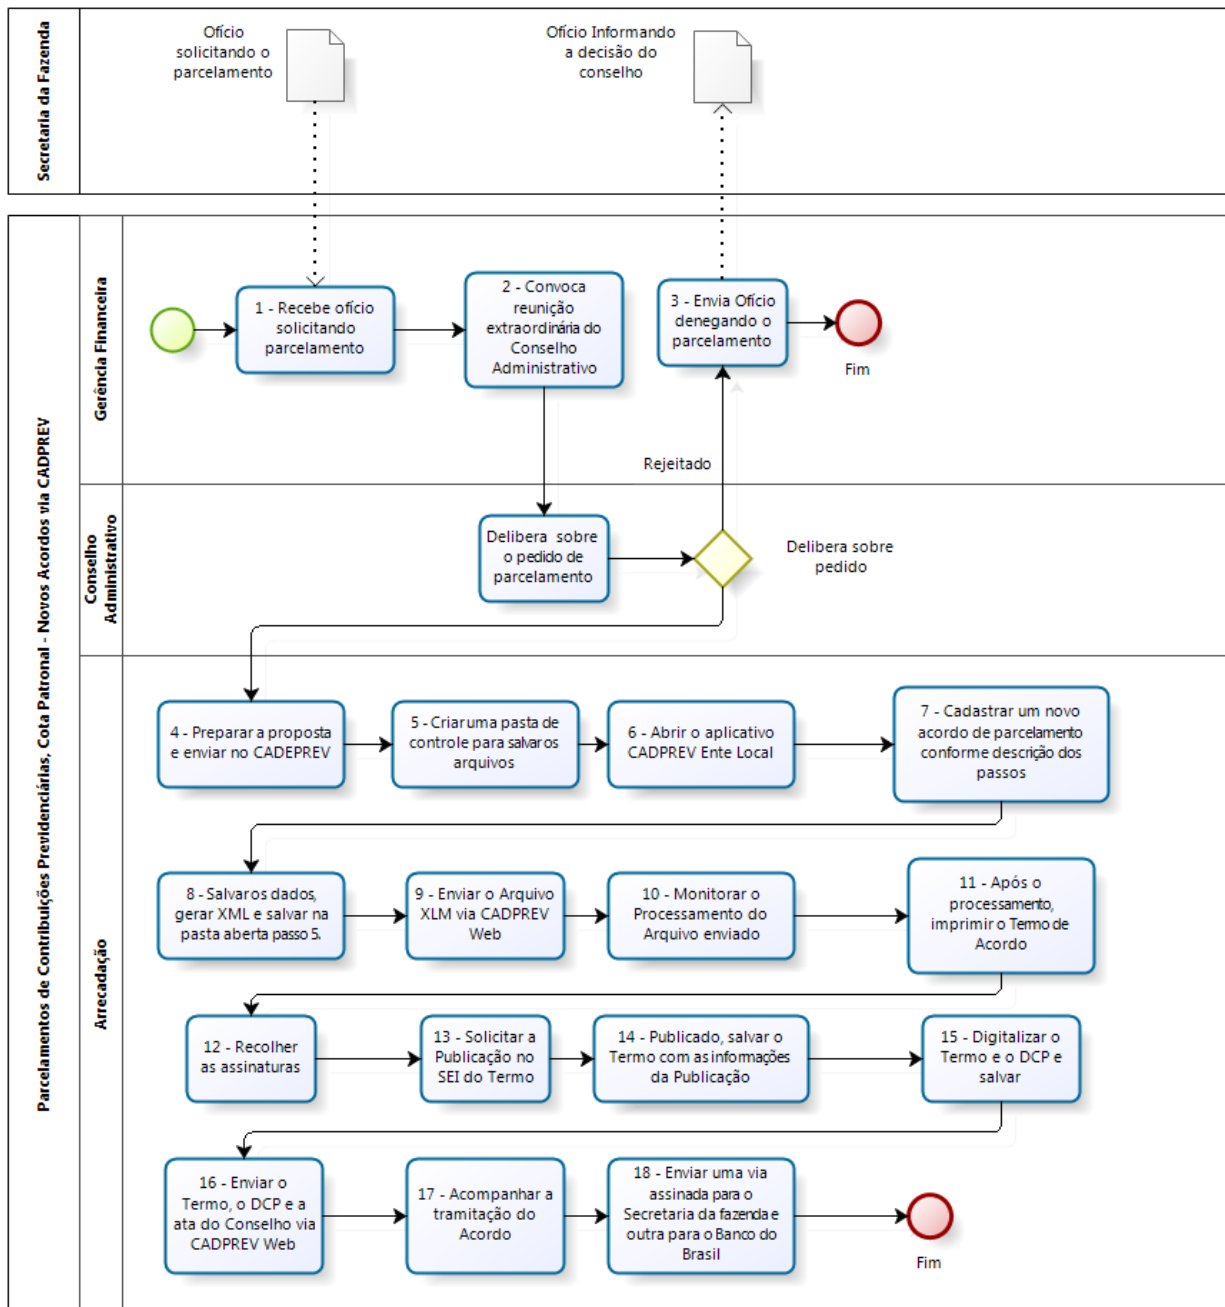 Secretaria da Fazenda
Ofício
solicitando o
parcelamento
Ofício Informando
a decisão do
conselho
Parcelamentos de Contribuições Previdenciárias, Cota Patronal - Novos Acordos via CADPREV
Gerência Financeira
1 - Recebe ofício
solicitando
parcelamento
2 - Convoca
reunião
extraordinária do
Conselho
Administrativo
3 - Envia Ofício
denegando o
parcelamento
Fim
Rejeitado
Conselho
Administrativo
Delibera sobre
o pedido de
parcelamento
Delibera sobre
pedido
Arrecadação
4 - Preparar a proposta
e enviar no CADEPREV
5 - Criar uma pasta de
controle para salvar os
arquivos
6 - Abrir o aplicativo
CADPREV Ente Local
7 - Cadastrar um novo
acordo de parcelamento
conforme descrição dos
passos
8 - Salvar os dados,
gerar XML e salvar na
pasta aberta passo 5.
9 - Enviar o Arquivo
XLM via CADPREV
Web
10 - Monitorar o
Processamento do
Arquivo enviado
11 - Após o
processamento,
imprimir o Termo de
Acordo
12 - Recolher
as assinaturas
13 - Solicitar a
Publicação no
SEI do Termo
14 - Publicado, salvar o
Termo com as informações
da Publicação
15 - Digitalizar o
Termo e o DCP e
salvar
16 - Enviar o
Termo, o DCP e a
ata do Conselho via
CADPREV Web
17 - Acompanhar a
tramitação do
Acordo
18 - Enviar uma via
assinada para o
Secretaria da fazenda e
outra para o Banco do
Brasil
Fim